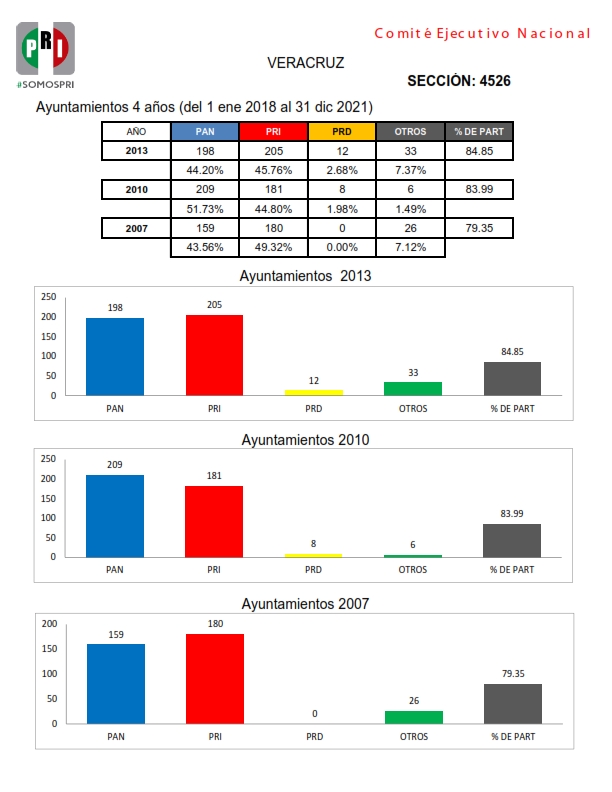 Comité Ejecutivo Nacional
PRI
#SOMOSPRI
VERACRUZ
SECCIÓN: 4526
Ayuntamientos 4 años (del 1 ene 2018 al 31 dic 2021)
AÑO PAN PRI PRD OTROS % DE PART
2013 198 205 12 33 84.85
44.20% 45.76% 2.68% 7.37%
2010 209 181 8 6 83.99
51.73% 44.80% 1.98% 1.49%
2007 159 180 0 26 79.35
43.56% 49.32% 0.00% 7.12%
Ayuntamientos 2013
250
200
150
100
50
0
198 205 12 33 84.85
PAN PRI PRD OTROS % DE PART
Ayuntamientos 2010
250
200
150
100
50
0
209 181 8 6 83.99
PAN PRI PRD OTROS % DE PART
Ayuntamientos 2007
200
150
100
50
0
159 180 0 26 79.35
PAN PRI PRD OTROS % DE PART